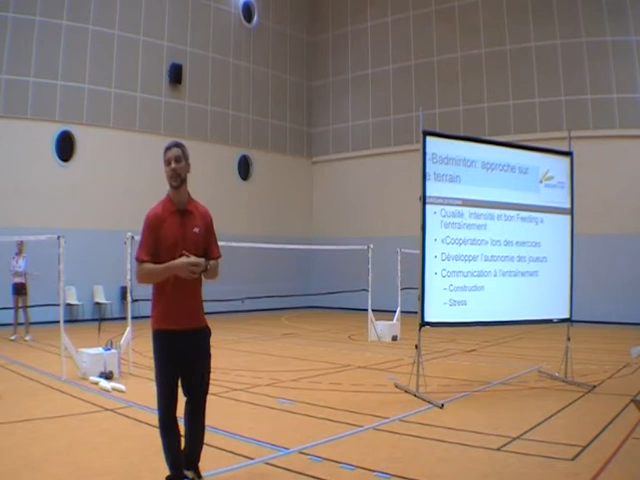 -Badminton: approche sur
e terrain
• Qualité, Intensité et bon Feeding à
l'entraînement
• «Coopération» lors des exercices
• Développer l'autonomie des joueurs
• Communication à l'entraînement
– Construction
– Stress